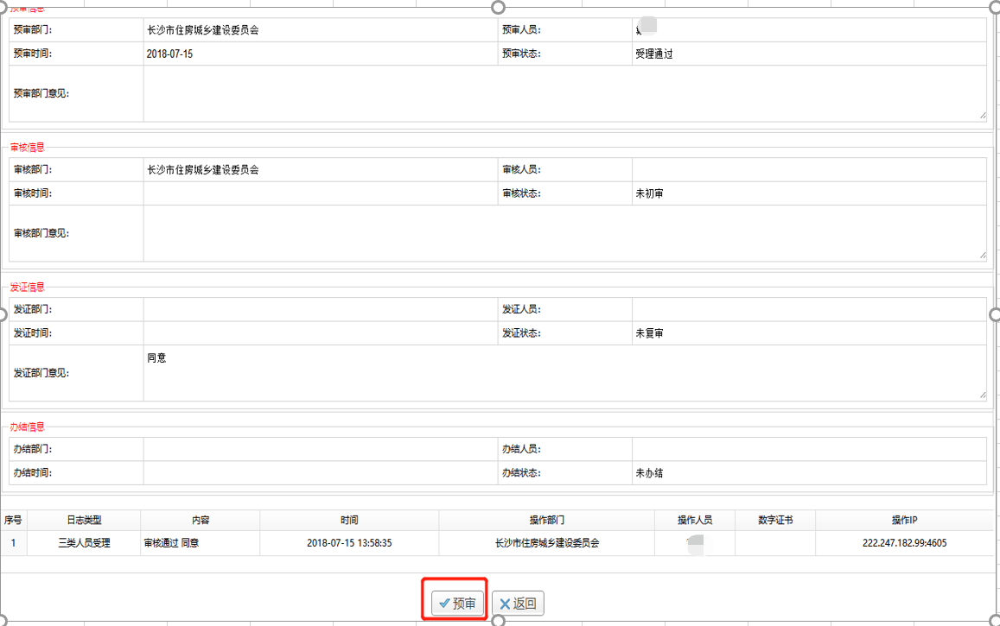 预审信息
预审部门: 长沙市住房城乡建设委员会 预审人员:
预审时间: 2018-07-15 预审状态: 受理通过
预审部门意见:
审核信息
审核部门: 长沙市住房城乡建设委员会 审核人员:
审核时间: 审核状态: 未初审
审核部门意见:
发证信息
发证部门: 发证人员:
发证时间: 发证状态: 未复审
同意
发证部门意见:
办结信息
办结部门: 办结人员:
办结时间: 办结状态: 未办结
序号 日志类型 内容 时间 操作部门 操作人员 数字证书 操作IP
1 三类人员受理 审核通过 同意 2018-07-15 13:58:35 长沙市住房城乡建设委员会 222.247.182.99:4605
预审 返回